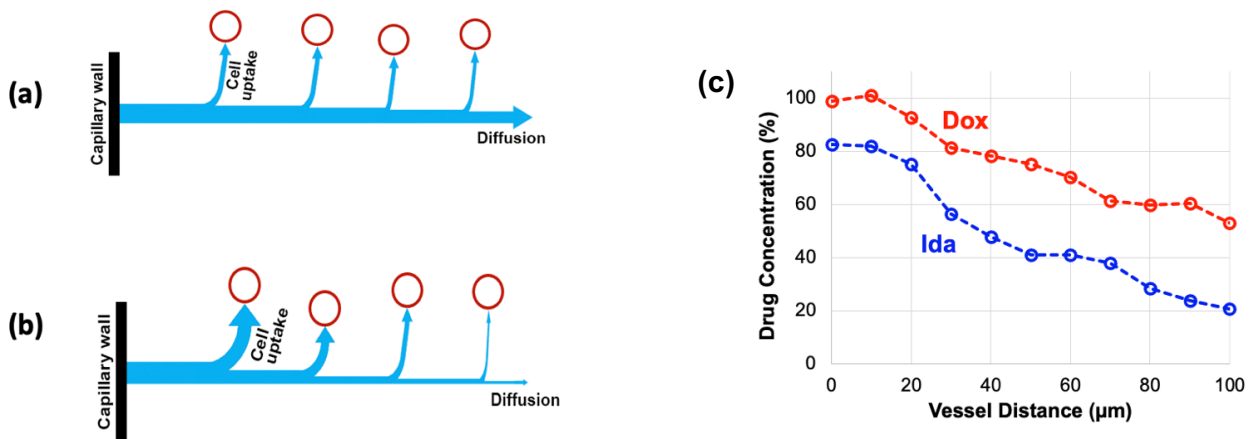 (a)
Capillary wall
Cell
uptake
Diffusion
(b)
Capillary wall
Cell
uptake
Diffusion
(c)
Drug Concentration (%)
100
80
60
40
20
0
Dox
Ida
0 20 40 60 80 100
Vessel Distance (μm)